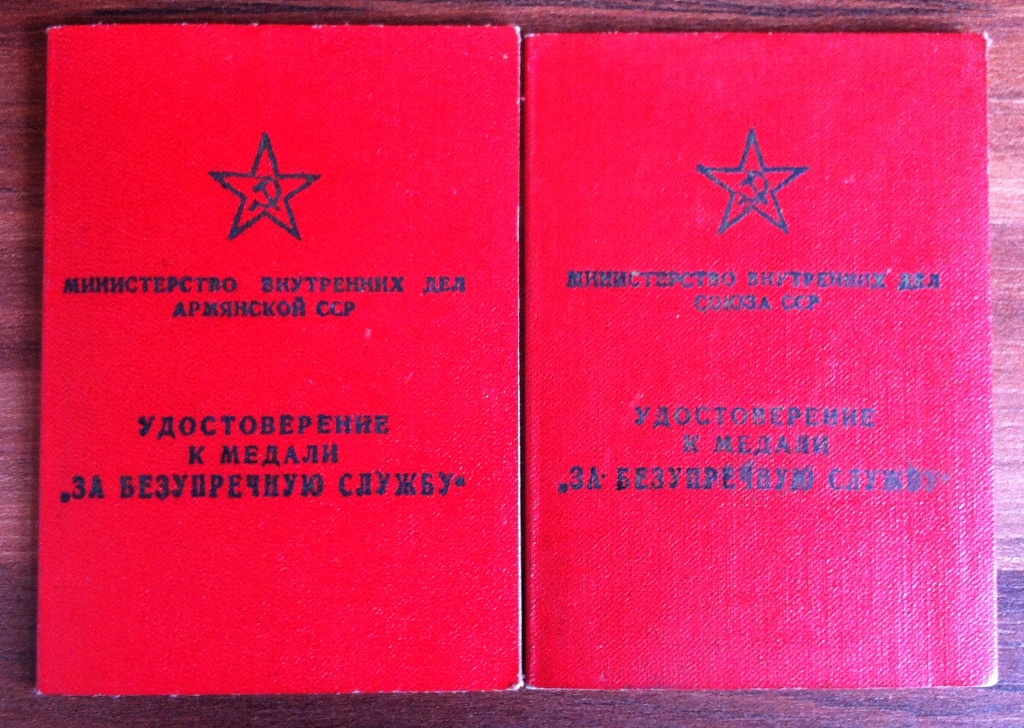 МИНИСТЕРСТВО ВНУТРЕННИХ ДЕЛ
АРМЯНСКОЙ ССР
УДОСТОВЕРЕНИЕ
К МЕДАЛИ
„ЗА БЕЗУПРЕЧНУЮ СЛУЖБУ“
МИНИСТЕРСТВО ВНУТРЕННИХ ДЕЛ
СОЮЗА ССР
УДОСТОВЕРЕНИЕ
К МЕДАЛИ
„ЗА БЕЗУПРЕЧНУЮ СЛУЖБУ“